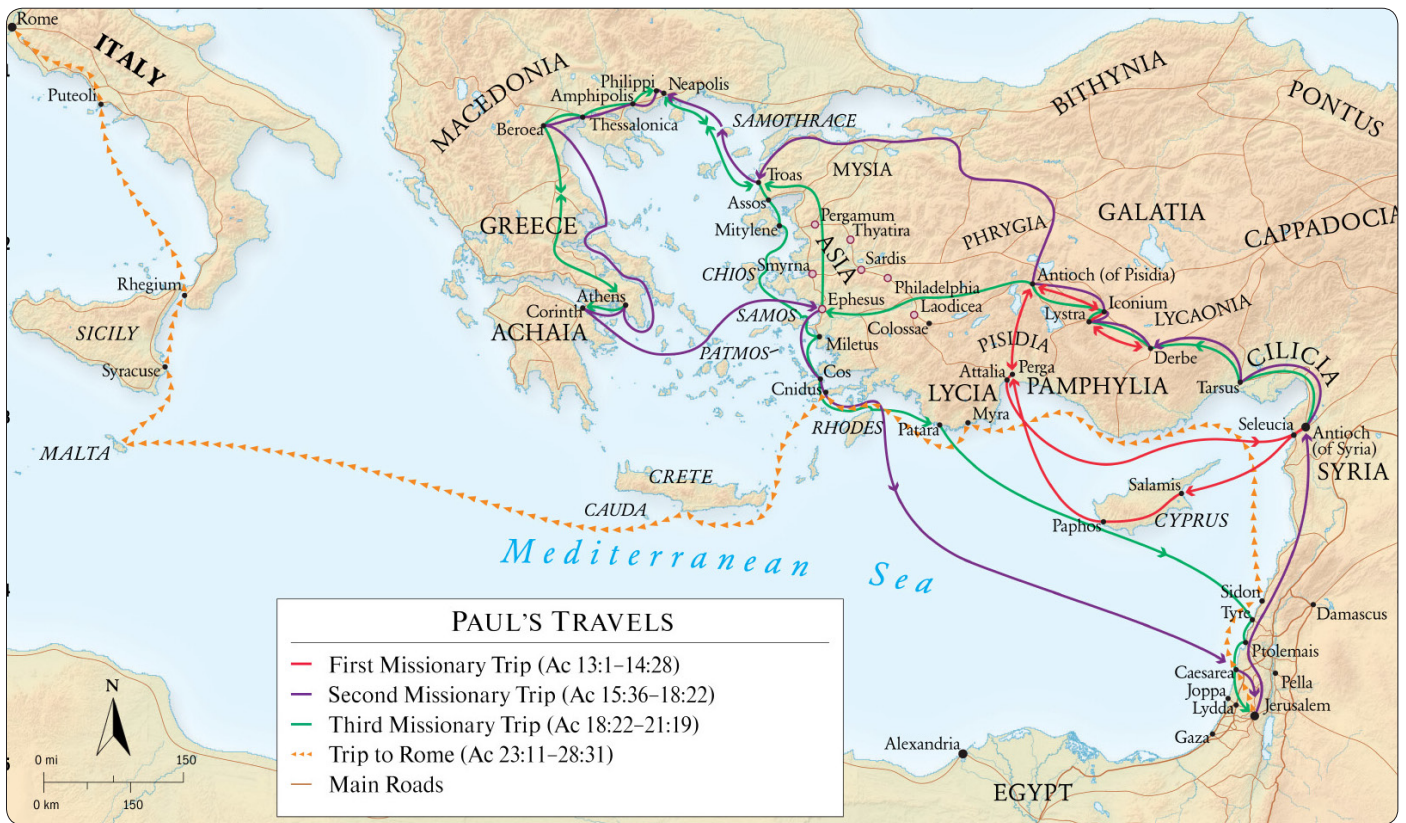 Rome
ITALY
Puteoli
MACEDONIA
Philippi
Neapolis
Amphipolis
Beroea
Thessalonica
SAMOTHRACE
BITHYNIA
PONTUS
Troas
MYSIA
Assos
Mitylene
Pergamum
Thyatira
ASIA
PHRYGIA
GALATIA
CAPPADOCIA
GREECE
CHIOS
Smyrna
Sardis
Philadelphia
Antioch (of Pisidia)
Rhegium
SICILY
Syracuse
Athens
Corinth
ACHAIA
SAMOS
Ephesus
Laodicea
Colossae
Iconium
Lystra
LYCAONIA
Derbe
PISIDIA
PATMOS
Miletus
Cos
Cnidus
Attalia
Perga
LYCIA
PAMPHYLIA
CILICIA
Tarsus
Myra
RHODES
Patara
Seleucia
Antioch
(of Syria)
SYRIA
MALTA
CRETE
CAUDA
Salamis
Paphos
CYPRUS
Mediterranean Sea
Sidon
Tyre
Damascus
Ptolemais
Caesarea
Pella
Joppa
Lydda
Jerusalem
Gaza
Alexandria
EGYPT
1
2
3
4
5
N
0 mi 150
0 km 150
PAUL'S TRAVELS
First Missionary Trip (Ac 13:1–14:28)
Second Missionary Trip (Ac 15:36–18:22)
Third Missionary Trip (Ac 18:22–21:19)
Trip to Rome (Ac 23:11–28:31)
Main Roads